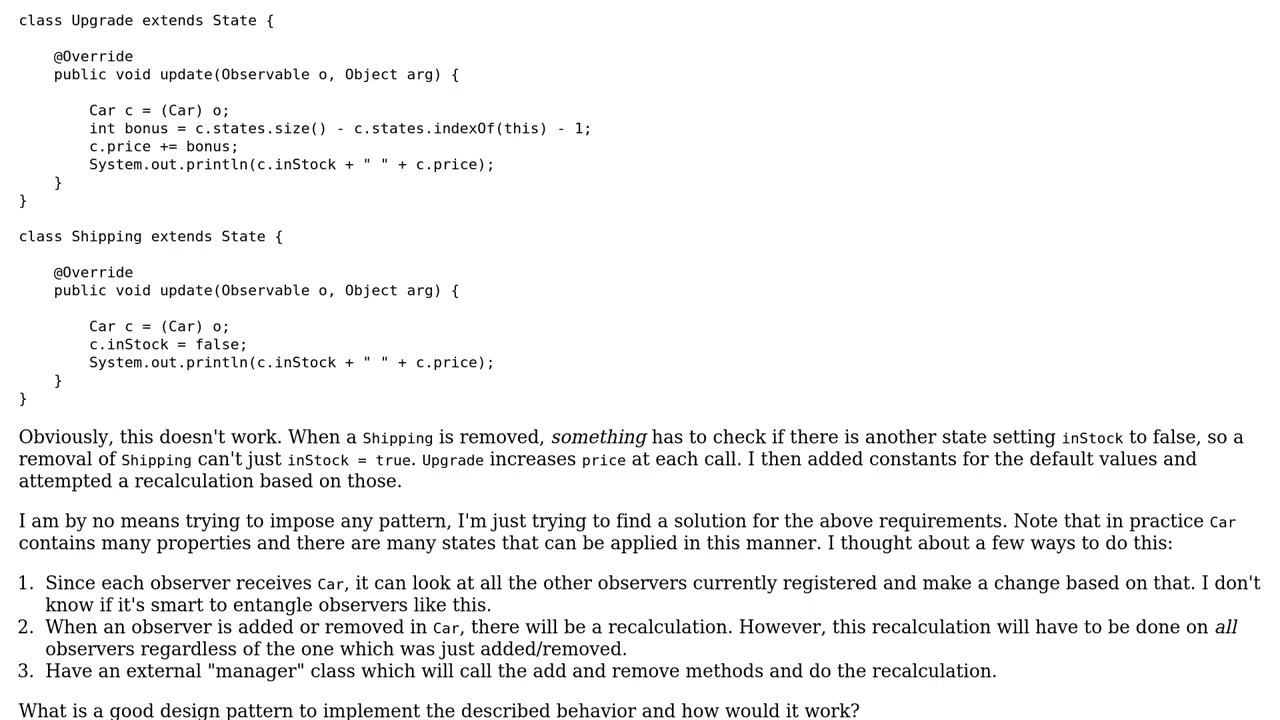 class Upgrade extends State {
@Override
public void update(Observable o, Object arg) {
Car c = (Car) o;
int bonus = c.states.size() - c.states.indexOf(this) - 1;
c.price += bonus;
System.out.println(c.inStock + " " + c.price);
}
}
class Shipping extends State {
@Override
public void update(Observable o, Object arg) {
Car c = (Car) o;
c.inStock = false;
System.out.println(c.inStock + " " + c.price);
}
}
Obviously, this doesn't work. When a Shipping is removed, something has to check if there is another state setting inStock to false, so a
removal of Shipping can't just inStock = true. Upgrade increases price at each call. I then added constants for the default values and
attempted a recalculation based on those.
I am by no means trying to impose any pattern, I'm just trying to find a solution for the above requirements. Note that in practice Car
contains many properties and there are many states that can be applied in this manner. I thought about a few ways to do this:
1. Since each observer receives Car, it can look at all the other observers currently registered and make a change based on that. I don't
know if it's smart to entangle observers like this.
2. When an observer is added or removed in Car, there will be a recalculation. However, this recalculation will have to be done on all
observers regardless of the one which was just added/removed.
3. Have an external "manager" class which will call the add and remove methods and do the recalculation.
What is a good design pattern to implement the described behavior and how would it work?